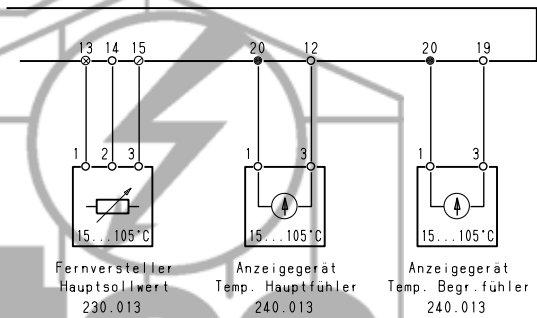 13 14 15 20 12 20 19
1 2 3 1 3 1 3
15...105°C 15...105°C 15...105°C
Fernversteller Anzeigegerät Anzeigegerät
Hauptsollwert Temp. Hauptfühler Temp. Begr.fühler
230.013 240.013 240.013